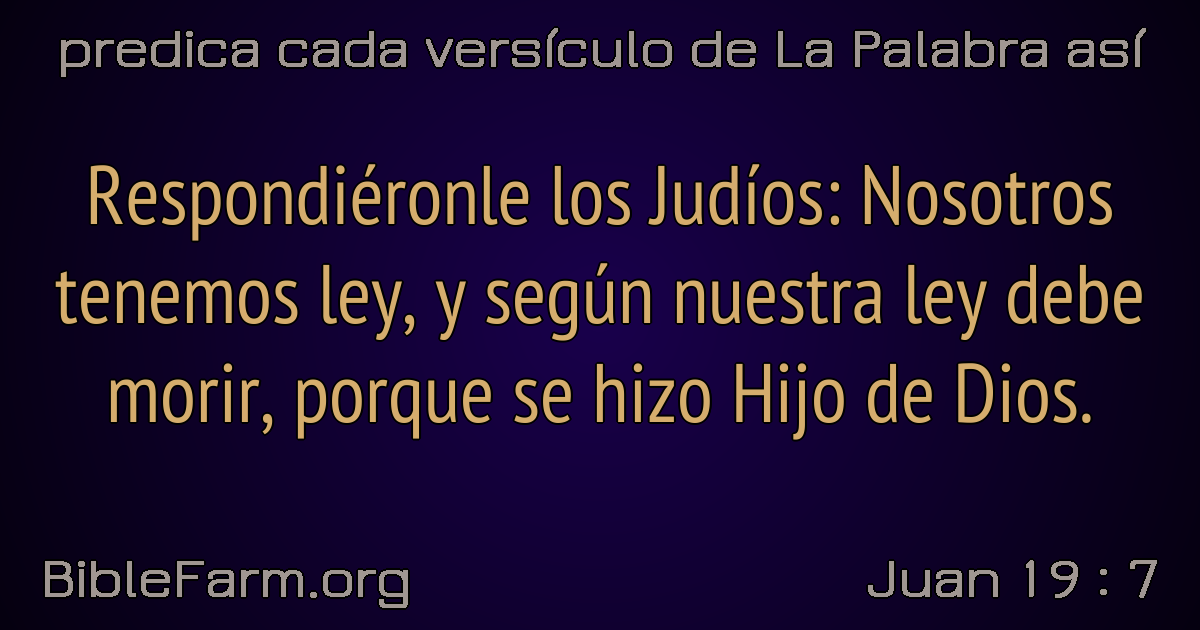 predica cada versículo de La Palabra así
Respondiéronle los Judíos: Nosotros
tenemos ley, y según nuestra ley debe
morir, porque se hizo Hijo de Dios.
BibleFarm.org
Juan 19 : 7